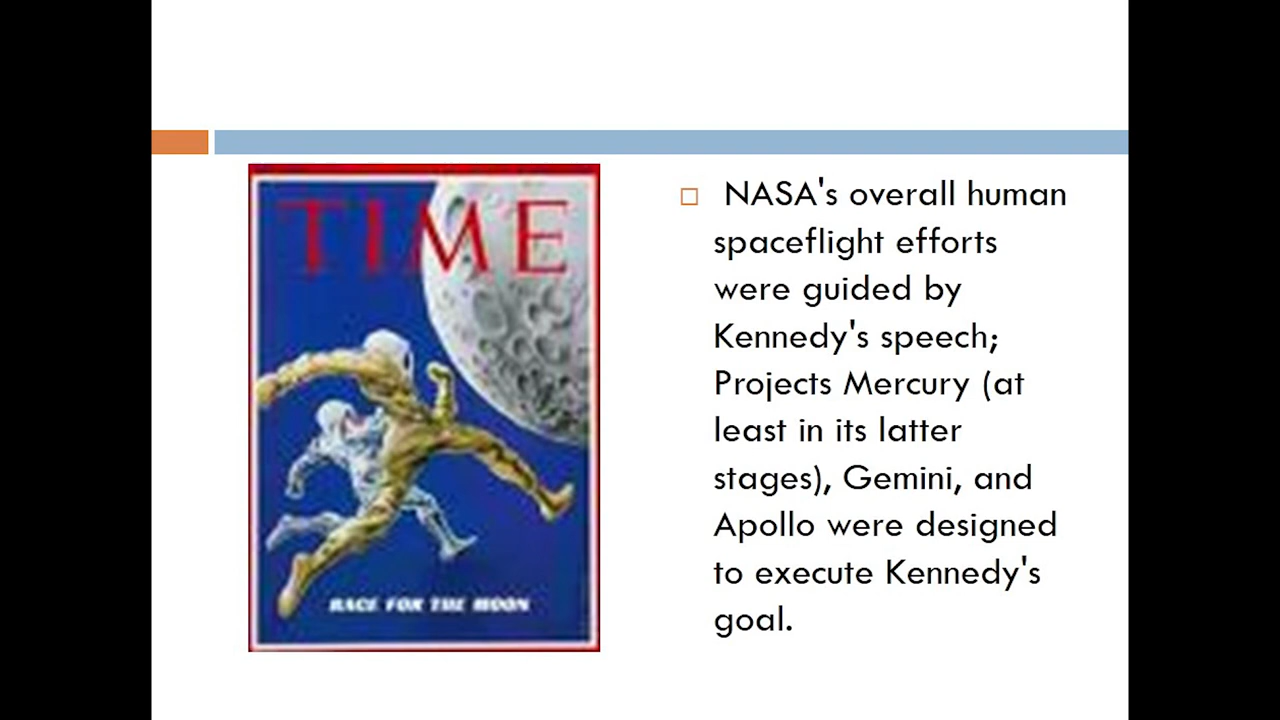 TIME
RACE FOR THE MOON
NASA's overall human
spaceflight efforts
were guided by
Kennedy's speech;
Projects Mercury (at
least in its latter
stages), Gemini, and
Apollo were designed
to execute Kennedy's
goal.